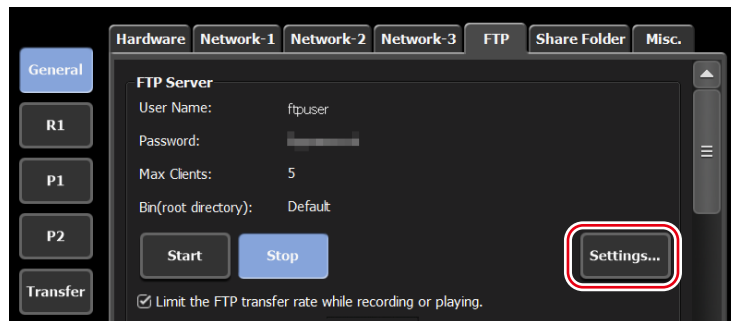 Hardware Network-1 Network-2 Network-3 FTP Share Folder Misc.
General
R1
P1
P2
Transfer
FTP Server
User Name: ftpuser
Password:
Max Clients: 5
Bin(root directory): Default
Start Stop Settings...
Limit the FTP transfer rate while recording or playing.